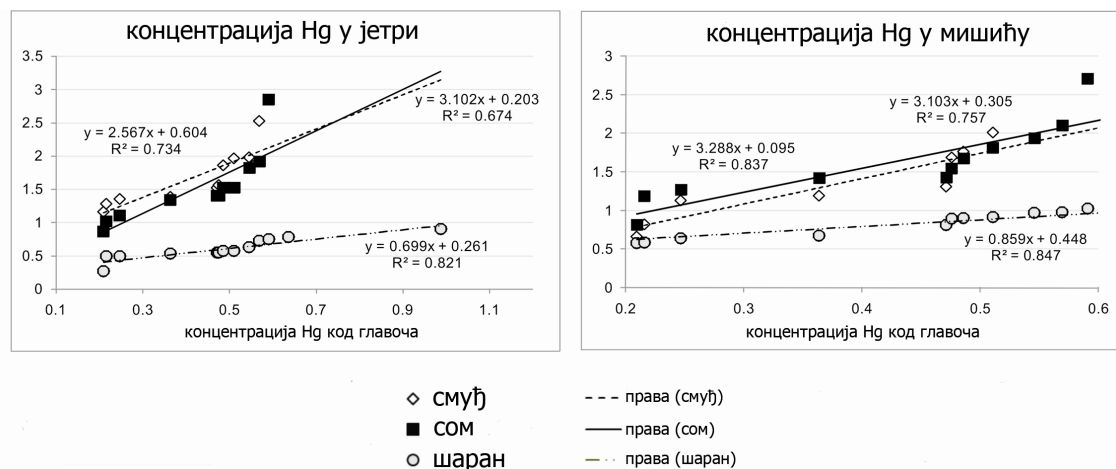 концентрација Hg у јетри
3.5
3
2.5
2
1.5
1
0.5
0
y = 2.567x + 0.604
R² = 0.734
y = 3.102x + 0.203
R² = 0.674
y = 0.699x + 0.261
R² = 0.821
0.1 0.3 0.5 0.7 0.9 1.1
концентрација Hg код главоча
концентрација Hg у мишићу
3
2.5
2
1.5
1
0.5
0
y = 3.288x + 0.095
R² = 0.837
y = 3.103x + 0.305
R² = 0.757
y = 0.859x + 0.448
R² = 0.847
0.2 0.3 0.4 0.5 0.6
концентрација Hg код главоча
смуђ
сом
шаран
права (смуђ)
права (сом)
права (шаран)